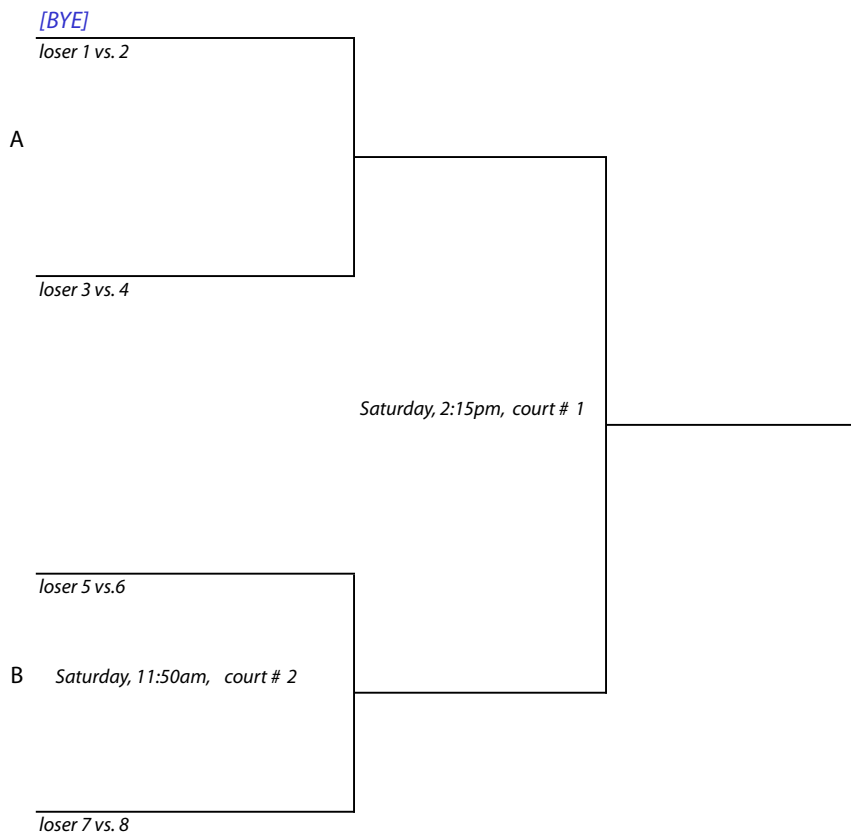 [BYE]
loser 1 vs. 2
A
loser 3 vs. 4
Saturday, 2:15pm, court # 1
loser 5 vs.6
B Saturday, 11:50am, court # 2
loser 7 vs. 8